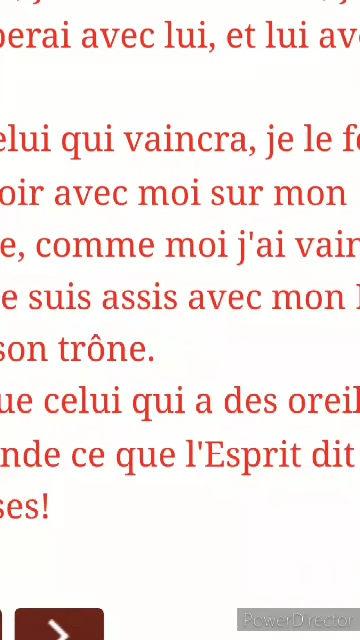 perai avec lui, et lui av
elui qui vaincra, je le f
oir avec moi sur mon
e, comme moi j'ai vain
e suis assis avec mon
son trône.
ue celui qui a des oreil
nde ce que l'Esprit dit
ses!
PowerDirector